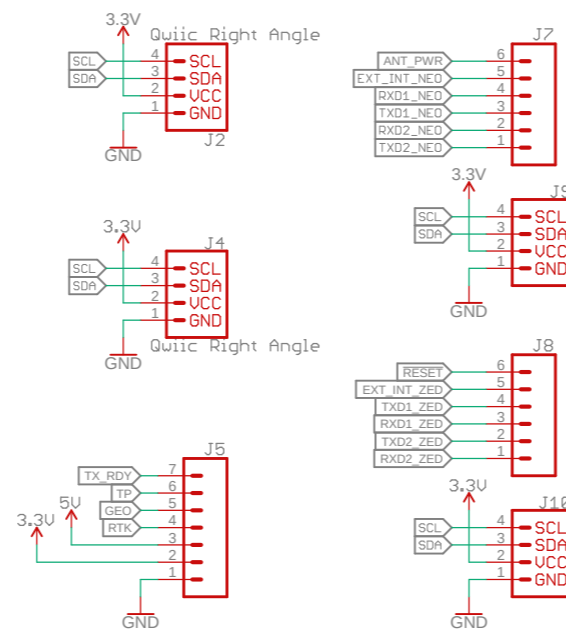 3.3V
Qwiic Right Angle
SCL 4 SCL
SDA 3 SDA
2 VCC
1 GND
J2
GND
3.3V
J4
SCL 4 SCL
SDA 3 SDA
2 VCC
1 GND
GND
Qwiic Right Angle
J5
TX_RDY 7
TP 6
GEO 5
RTK 4
5V 3
3.3V 2
1
GND
J7
ANT_PWR 6
EXT_INT_NEO 5
RXD1_NEO 4
TXD1_NEO 3
RXD2_NEO 2
TXD2_NEO 1
3.3V
J9
SCL 4 SCL
SDA 3 SDA
2 VCC
1 GND
GND
J8
RESET 6
EXT_INT_ZED 5
TXD1_ZED 4
RXD1_ZED 3
TXD2_ZED 2
RXD2_ZED 1
3.3V
J10
SCL 4 SCL
SDA 3 SDA
2 VCC
1 GND
GND